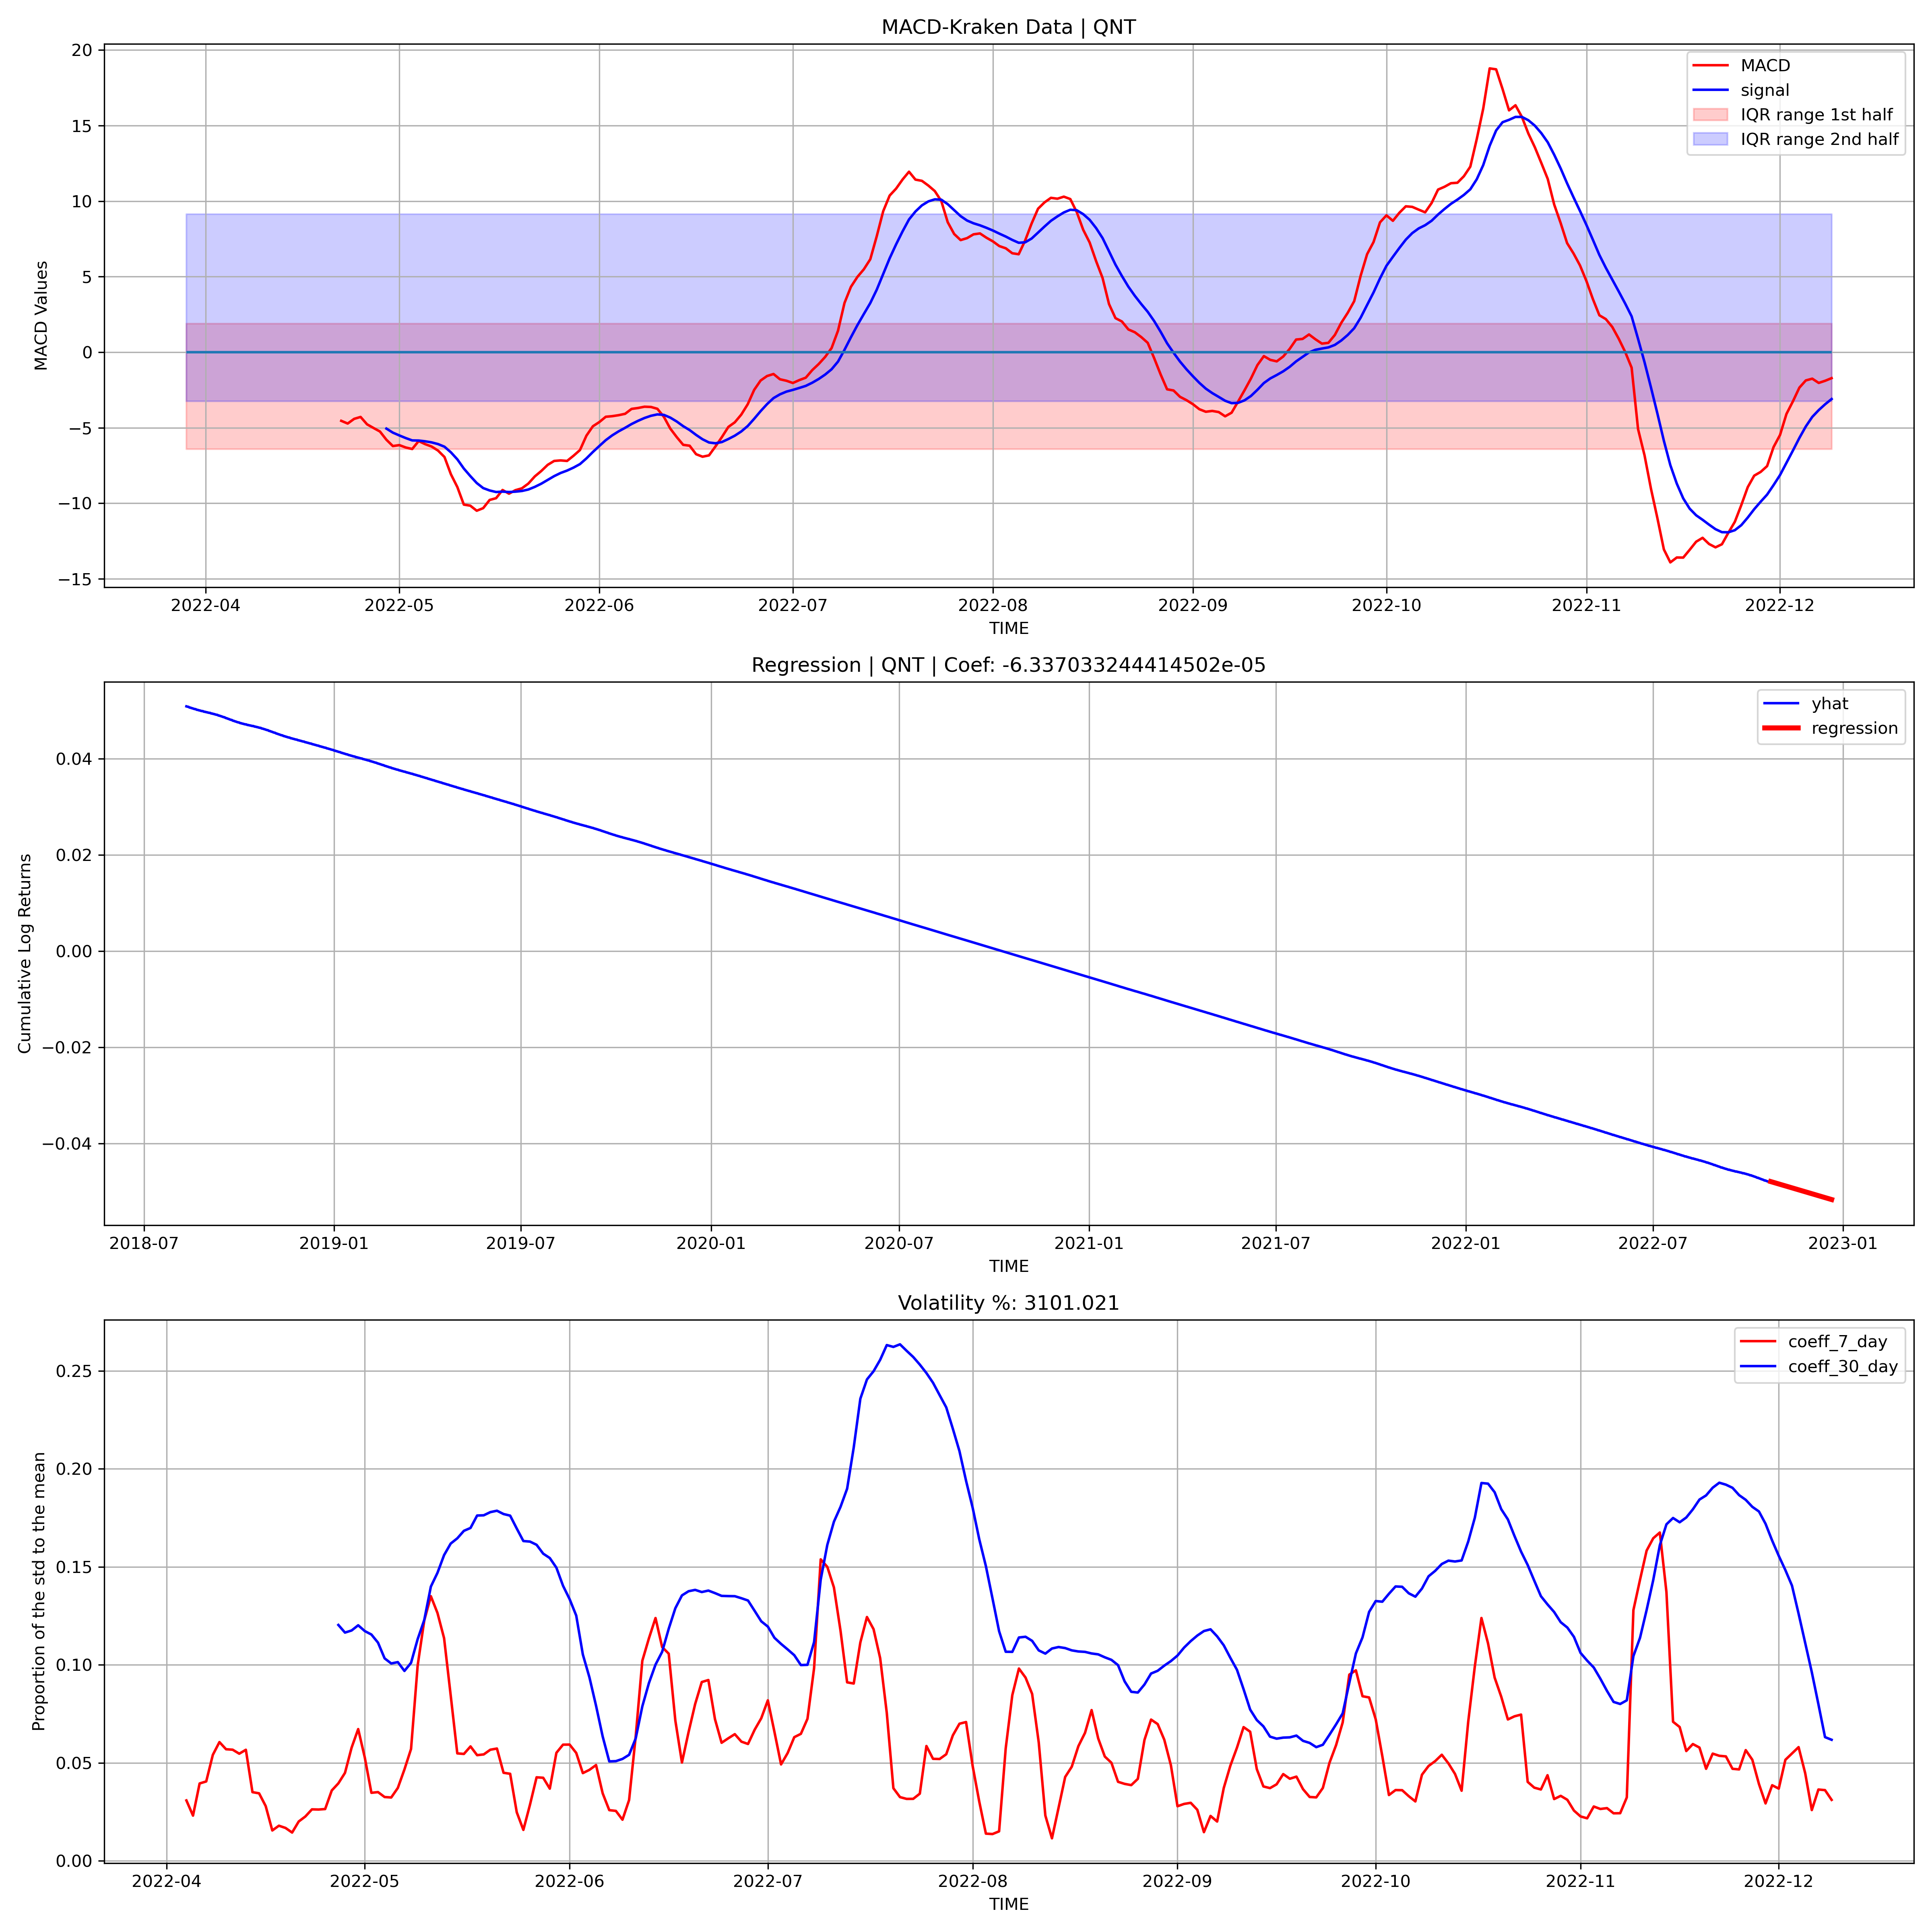 MACD-Kraken Data | QNT
20
15
10
5
0
−5
−10
−15
MACD Values
MACD
signal
IQR range 1st half
IQR range 2nd half
2022-04 2022-05 2022-06 2022-07 2022-08 2022-09 2022-10 2022-11 2022-12
TIME
Regression | QNT | Coef: -6.337033244414502e-05
0.04
0.02
0.00
−0.02
−0.04
Cumulative Log Returns
yhat
regression
2018-07 2019-01 2019-07 2020-01 2020-07 2021-01 2021-07 2022-01 2022-07 2023-01
TIME
Volatility %: 3101.021
0.25
0.20
0.15
0.10
0.05
0.00
Proportion of the std to the mean
coeff_7_day
coeff_30_day
2022-04 2022-05 2022-06 2022-07 2022-08 2022-09 2022-10 2022-11 2022-12
TIME